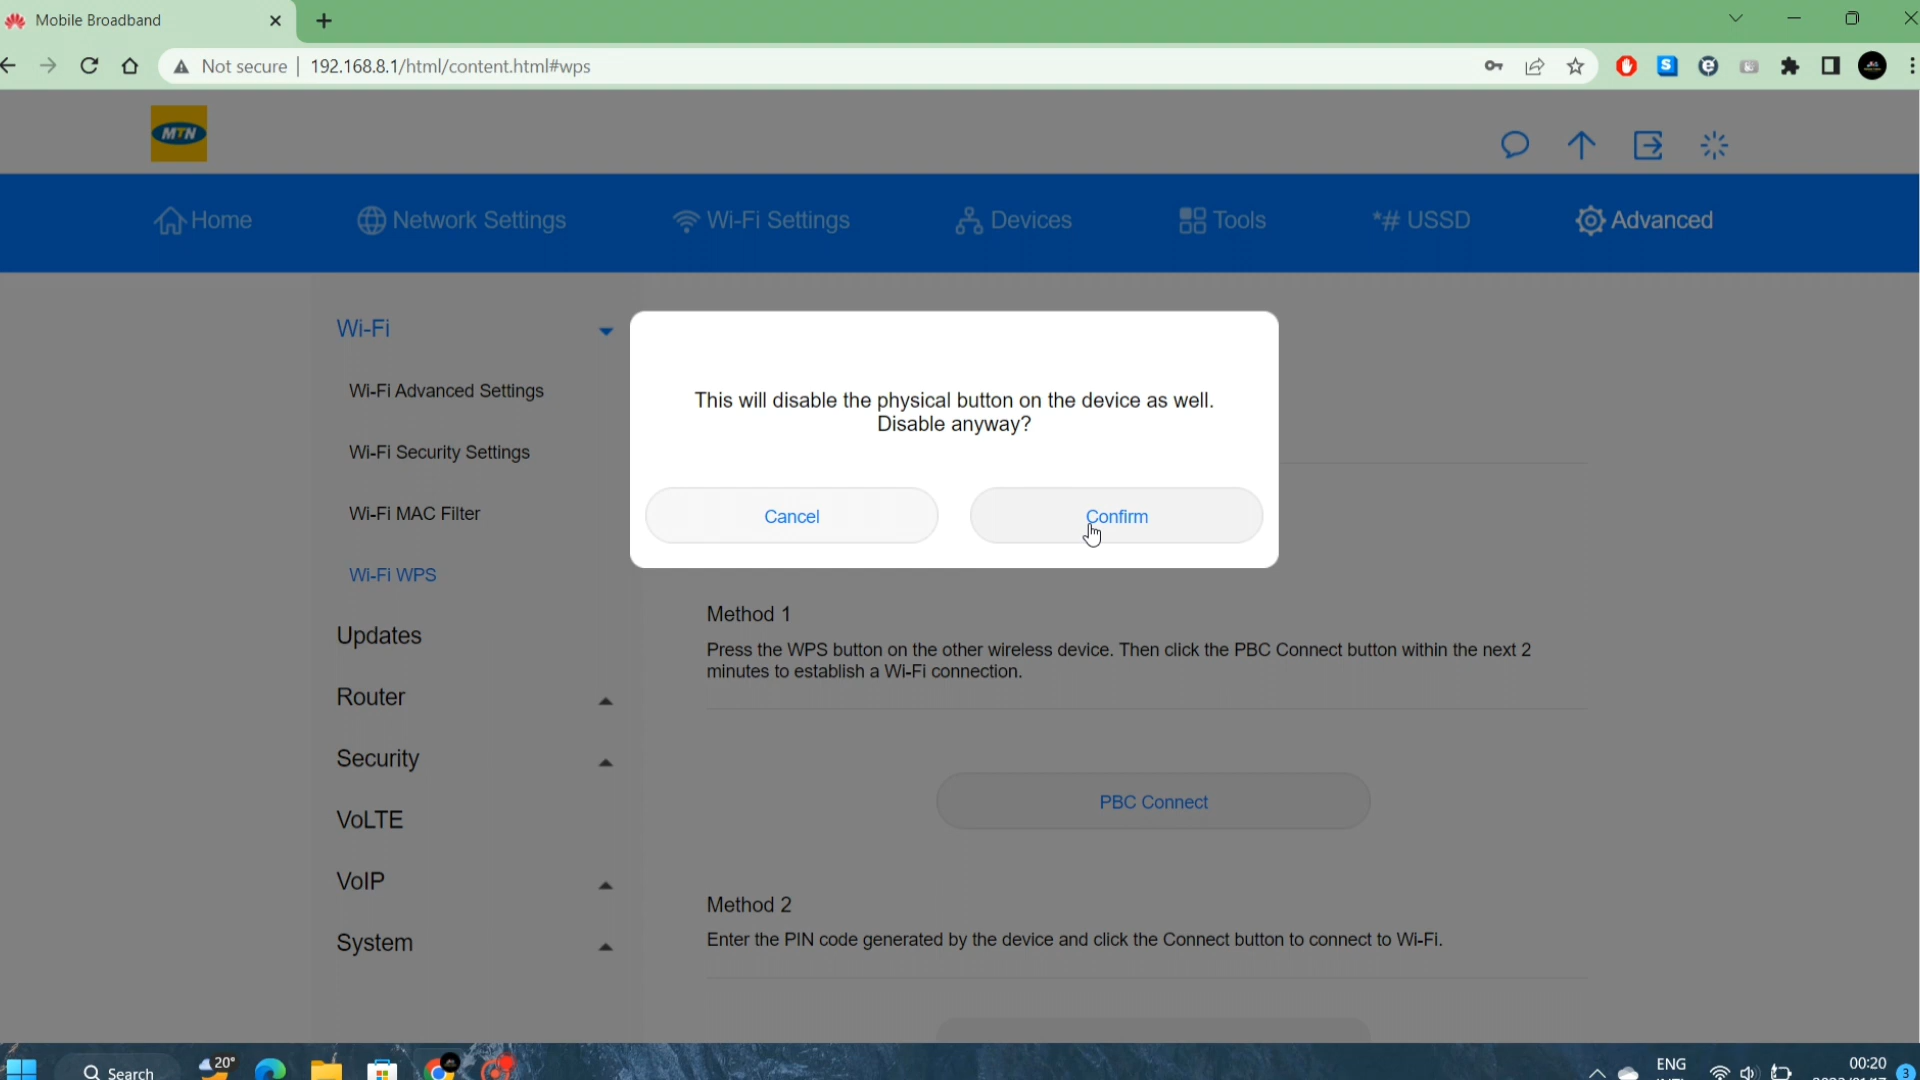 Mobile Broadband
Not secure | 192.168.8.1/html/content.html#wps
MTN
Home
Network Settings
Wi-Fi Settings
Devices
Tools
*# USSD
Advanced
Wi-Fi
Wi-Fi Advanced Settings
Wi-Fi Security Settings
Wi-Fi MAC Filter
Wi-Fi WPS
Updates
Router
Security
VoLTE
VoIP
System
This will disable the physical button on the device as well.
Disable anyway?
Cancel
Confirm
Method 1
Press the WPS button on the other wireless device. Then click the PBC Connect button within the next 2
minutes to establish a Wi-Fi connection.
PBC Connect
Method 2
Enter the PIN code generated by the device and click the Connect button to connect to Wi-Fi.
20°
Search
ENG
00:20
3